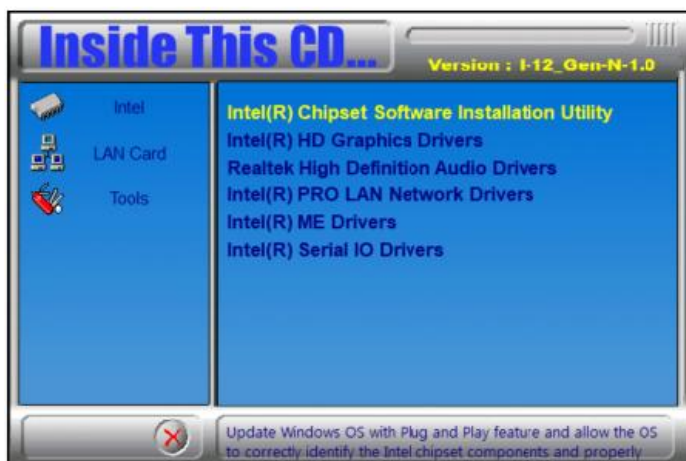 Inside This CD...
Version : I-12_Gen-N-1.0
Intel
LAN Card
Tools
Intel(R) Chipset Software Installation Utility
Intel(R) HD Graphics Drivers
Realtek High Definition Audio Drivers
Intel(R) PRO LAN Network Drivers
Intel(R) ME Drivers
Intel(R) Serial IO Drivers
Update Windows OS with Plug and Play feature and allow the OS
to correctly identify the Intel chipset components and properly